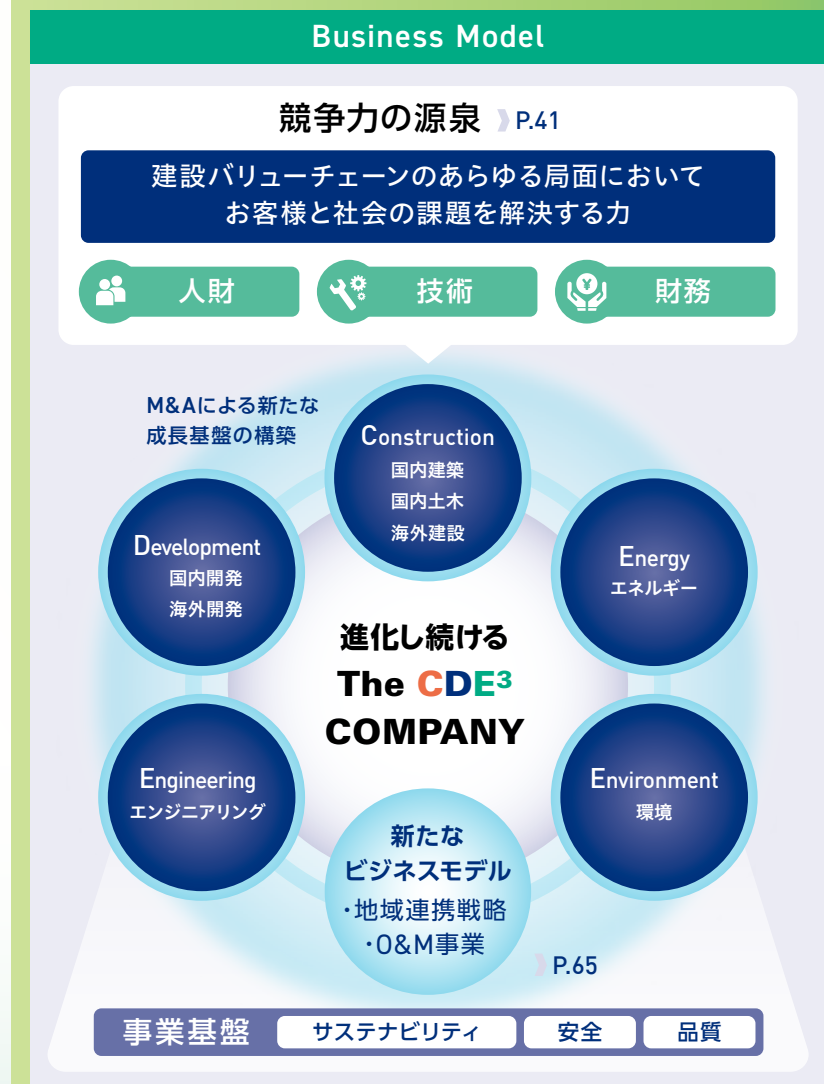 Business Model
競争力の源泉 P.41
建設バリューチェーンのあらゆる局面において
お客様と社会の課題を解決する力
人財
技術
財務
M&Aによる新たな
成長基盤の構築
Construction
国内建築
国内土木
海外建設
Development
国内開発
海外開発
Energy
エネルギー
進化し続ける
The CDE³
COMPANY
Engineering
エンジニアリング
Environment
環境
新たな
ビジネスモデル
・地域連携戦略
・O&M事業
P.65
事業基盤
サステナビリティ
安全
品質